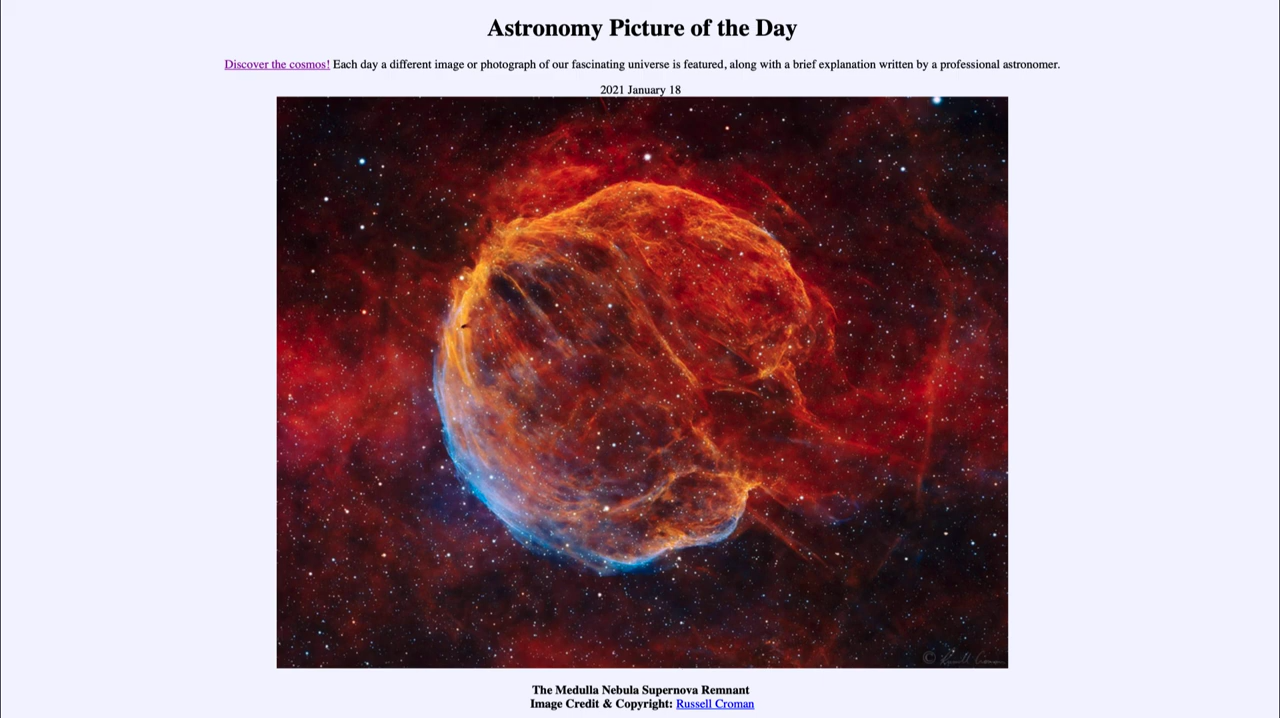 Astronomy Picture of the Day
Discover the cosmos! Each day a different image or photograph of our fascinating universe is featured, along with a brief explanation written by a professional astronomer.
2021 January 18
© Russell Croman
The Medulla Nebula Supernova Remnant
Image Credit & Copyright: Russell Croman